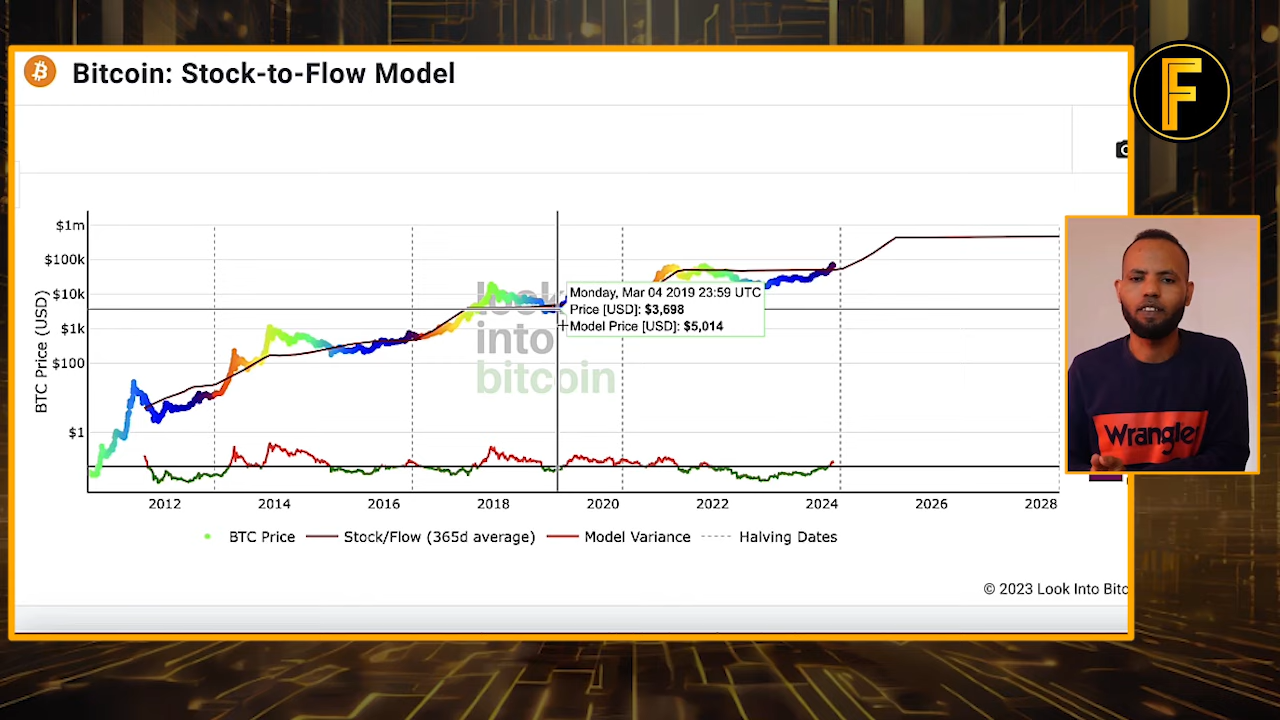 Bitcoin: Stock-to-Flow Model
F
$1m
$100k
$10k
$1k
$100
$1
BTC Price (USD)
look
into
bitcoin
Monday, Mar 04 2019 23:59 UTC
Price [USD]: $3,698
Model Price [USD]: $5,014
2012 2014 2016 2018 2020 2022 2024 2026 2028
BTC Price Stock/Flow (365d average) Model Variance Halving Dates
© 2023 Look Into Bitc
Wrangler